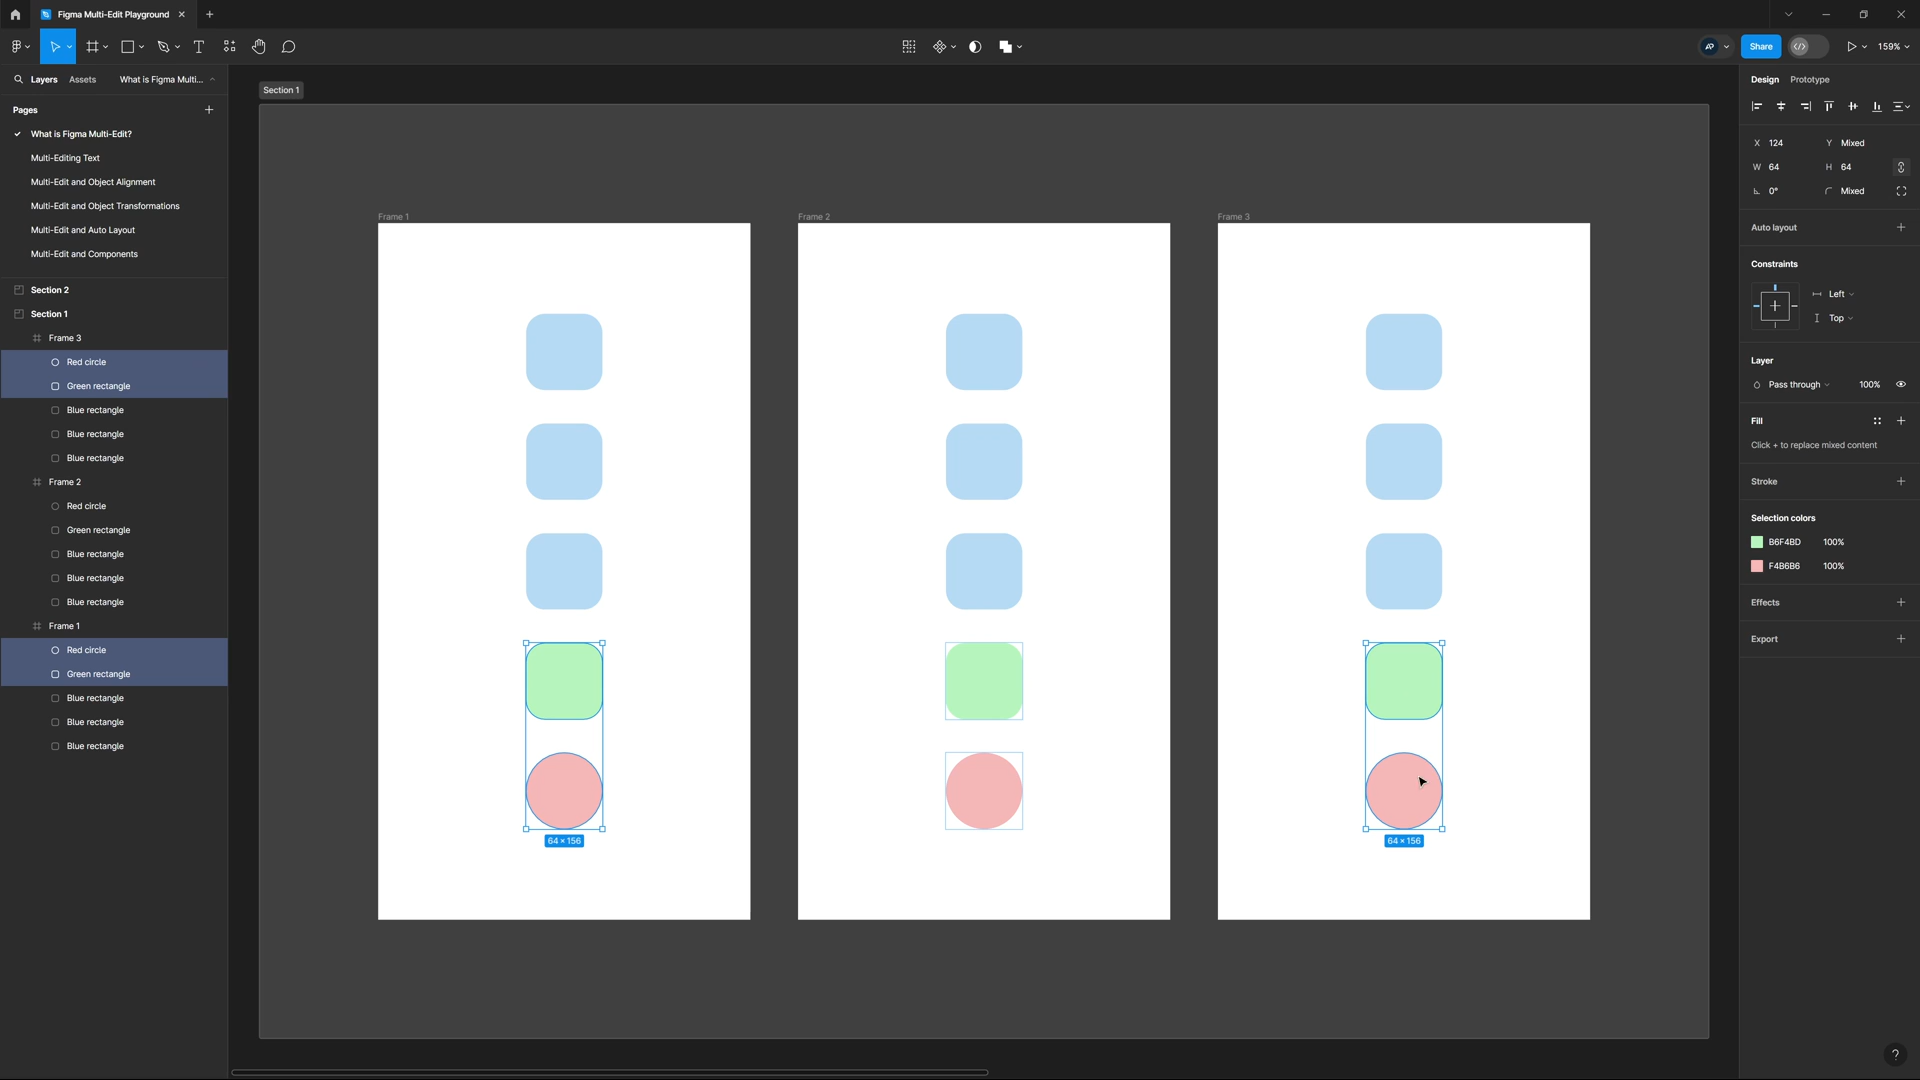 Figma Multi-Edit Playground
Share
159%
Layers
Assets
What is Figma Multi...
Pages
What is Figma Multi-Edit?
Multi-Editing Text
Multi-Edit and Object Alignment
Multi-Edit and Object Transformations
Multi-Edit and Auto Layout
Multi-Edit and Components
Section 2
Section 1
Frame 3
Red circle
Green rectangle
Blue rectangle
Blue rectangle
Blue rectangle
Frame 2
Red circle
Green rectangle
Blue rectangle
Blue rectangle
Blue rectangle
Frame 1
Red circle
Green rectangle
Blue rectangle
Blue rectangle
Blue rectangle
Section 1
Frame 1
Frame 2
Frame 3
64 × 156
64 × 156
Design
Prototype
X 124
Y Mixed
W 64
H 64
0°
Mixed
Auto layout
Constraints
Left
Top
Layer
Pass through
100%
Fill
Click + to replace mixed content
Stroke
Selection colors
B6F4BD 100%
F4B6B6 100%
Effects
Export
?